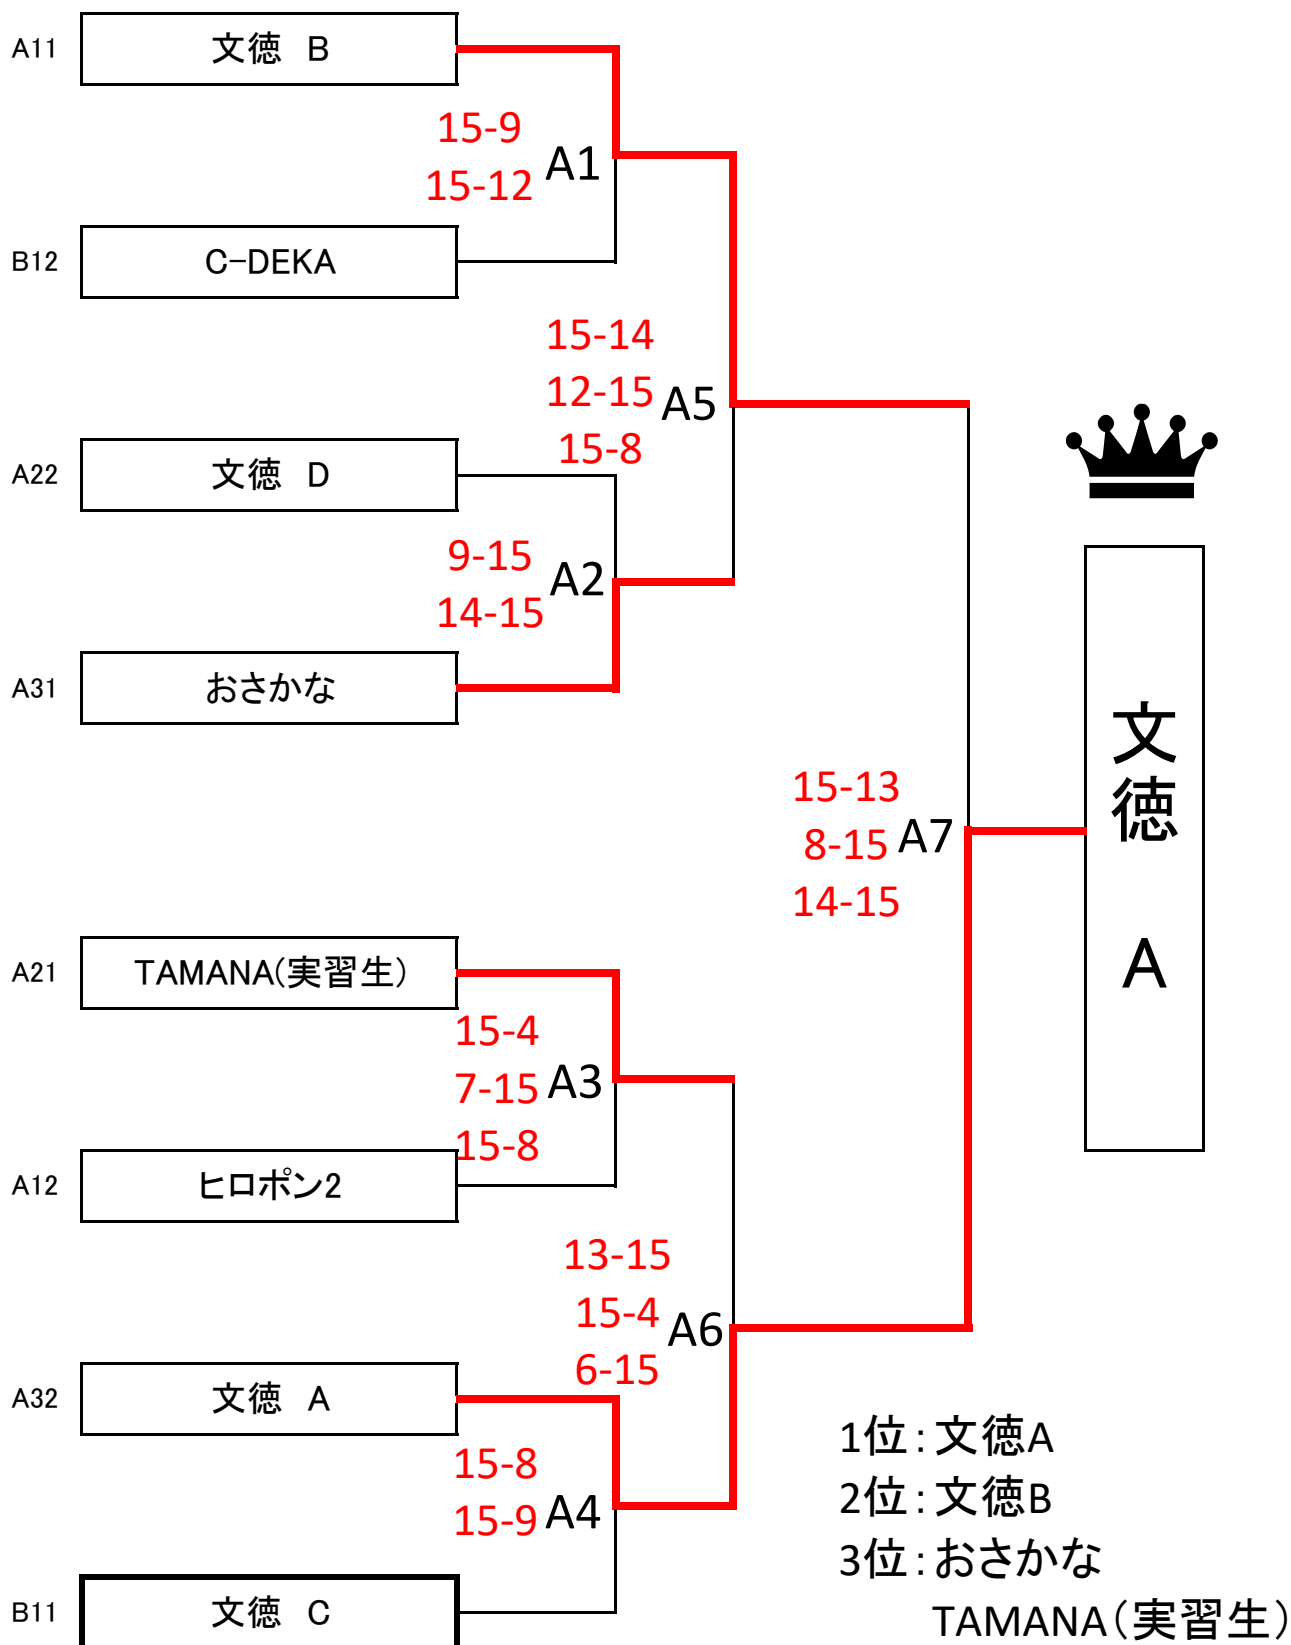 A11
文徳　B
15-9
15-12
A1
B12
C-DEKA
15-14
12-15
15-8
A5
A22
文徳　D
9-15
14-15
A2
A31
おさかな
15-13
8-15
14-15
A7
文徳　A
A21
TAMANA(実習生)
15-4
7-15
15-8
A3
A12
ヒロポン2
13-15
15-4
6-15
A6
A32
文徳　A
15-8
15-9
A4
B11
文徳　C
1位：文徳A
2位：文徳B
3位：おさかな
TAMANA（実習生）